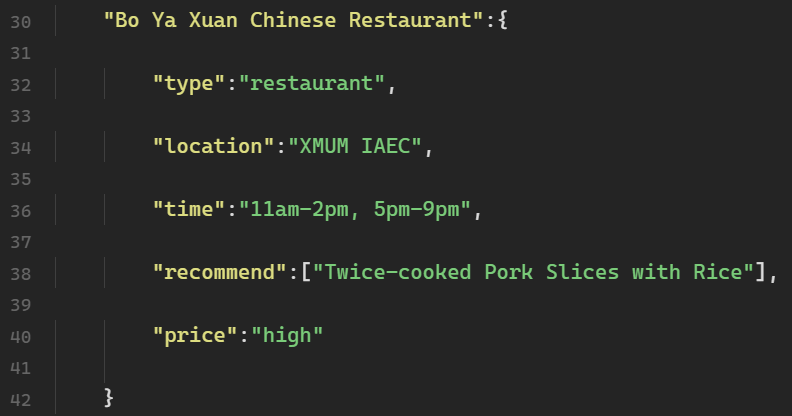 30 "Bo Ya Xuan Chinese Restaurant":{
31
32 "type":"restaurant",
33
34 "location":"XMUM IAEC",
35
36 "time":"11am-2pm, 5pm-9pm",
37
38 "recommend":["Twice-cooked Pork Slices with Rice"],
39
40 "price":"high"
41
42 }